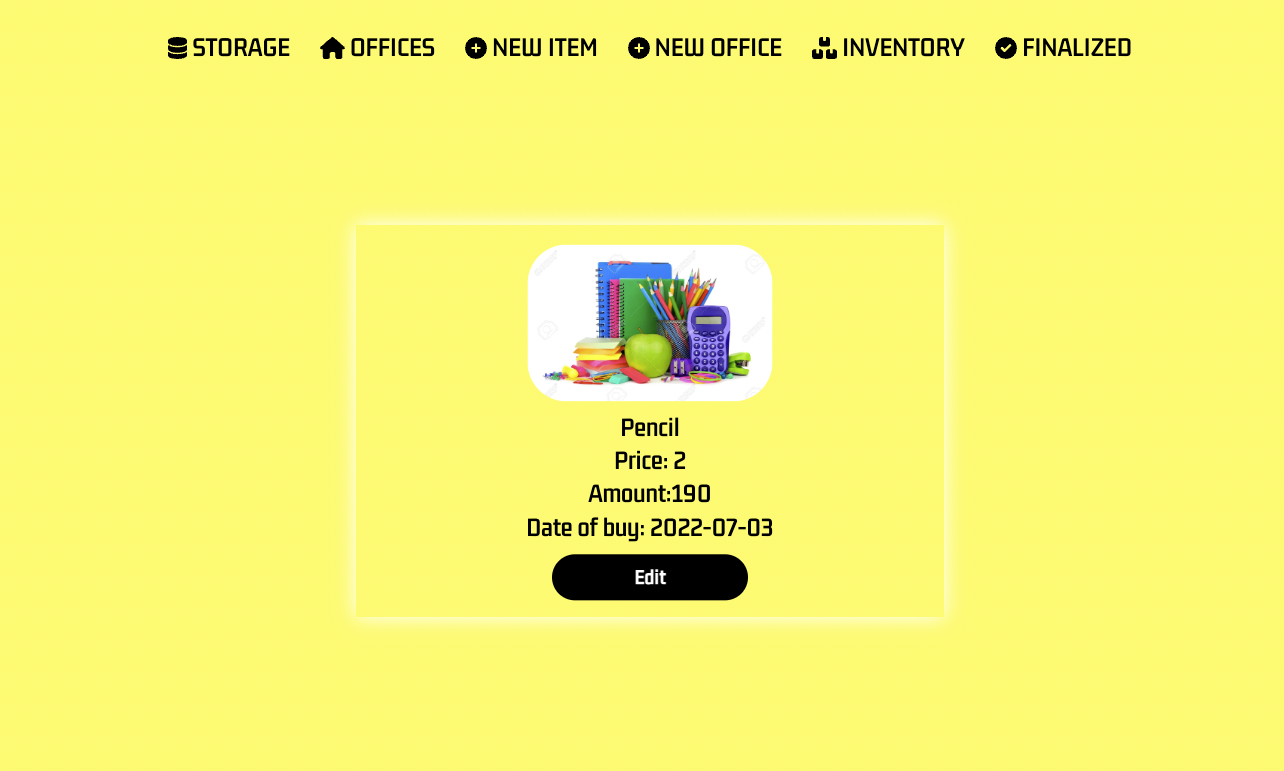 STORAGE OFFICES NEW ITEM NEW OFFICE INVENTORY FINALIZED
Pencil
Price: 2
Amount:190
Date of buy: 2022-07-03
Edit